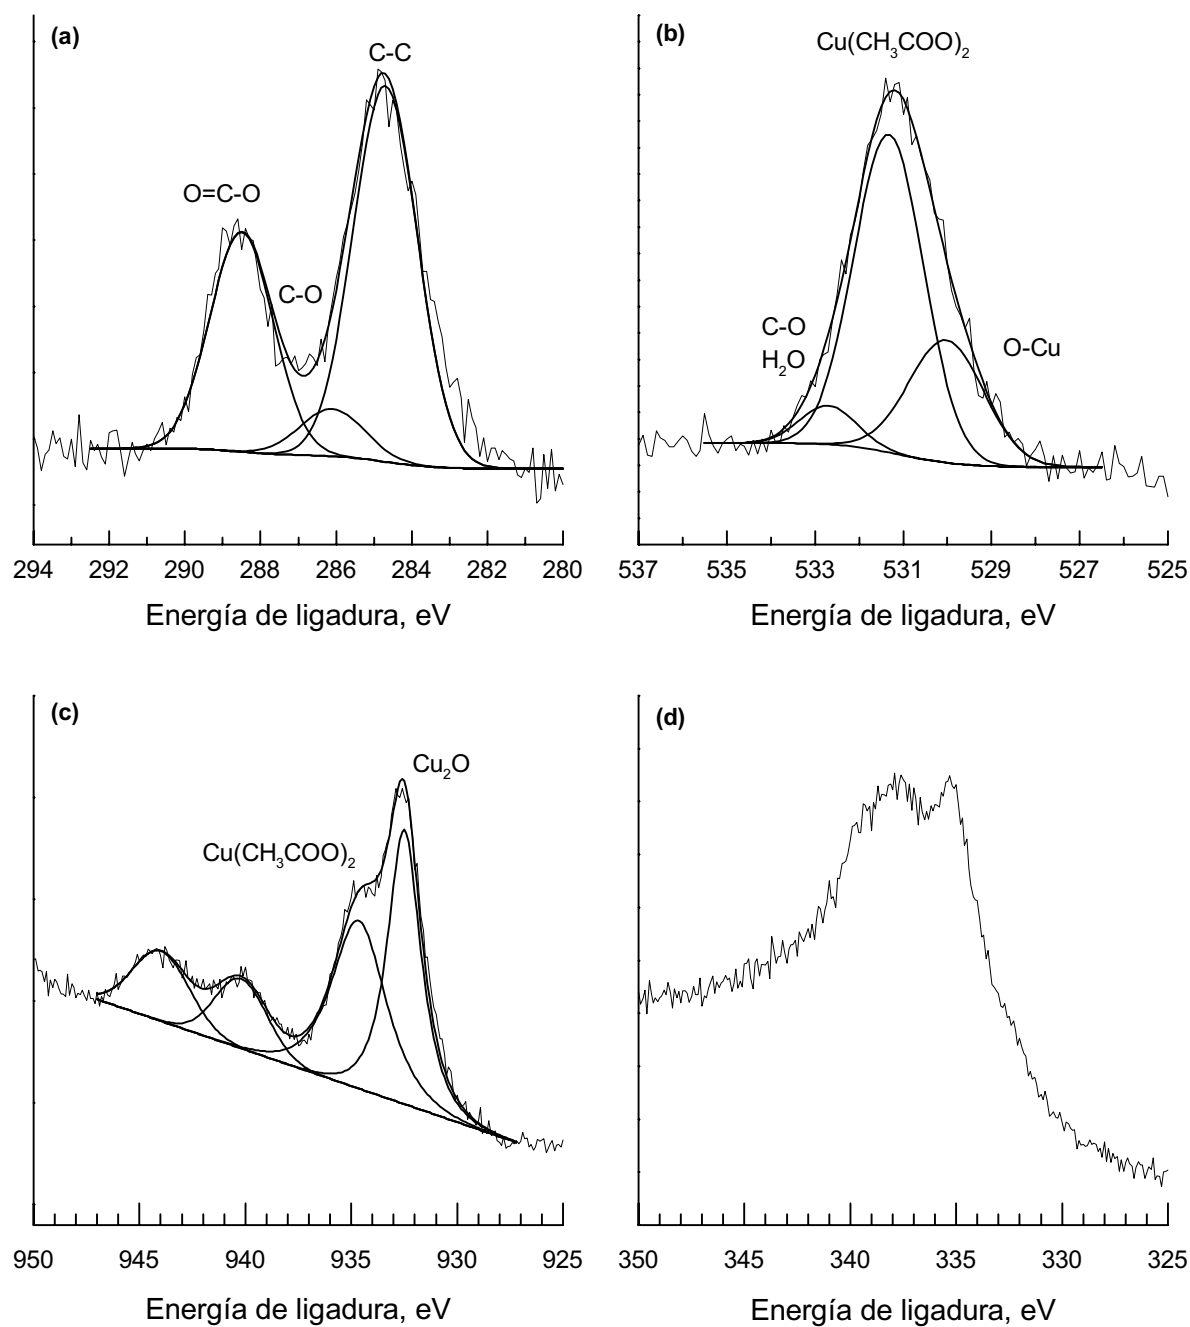 (a)
C-C
O=C-O
C-O
294 292 290 288 286 284 282 280
Energía de ligadura, eV
(b)
Cu(CH₃COO)₂
C-O
H₂O
O-Cu
537 535 533 531 529 527 525
Energía de ligadura, eV
(c)
Cu₂O
Cu(CH₃COO)₂
950 945 940 935 930 925
Energía de ligadura, eV
(d)
350 345 340 335 330 325
Energía de ligadura, eV